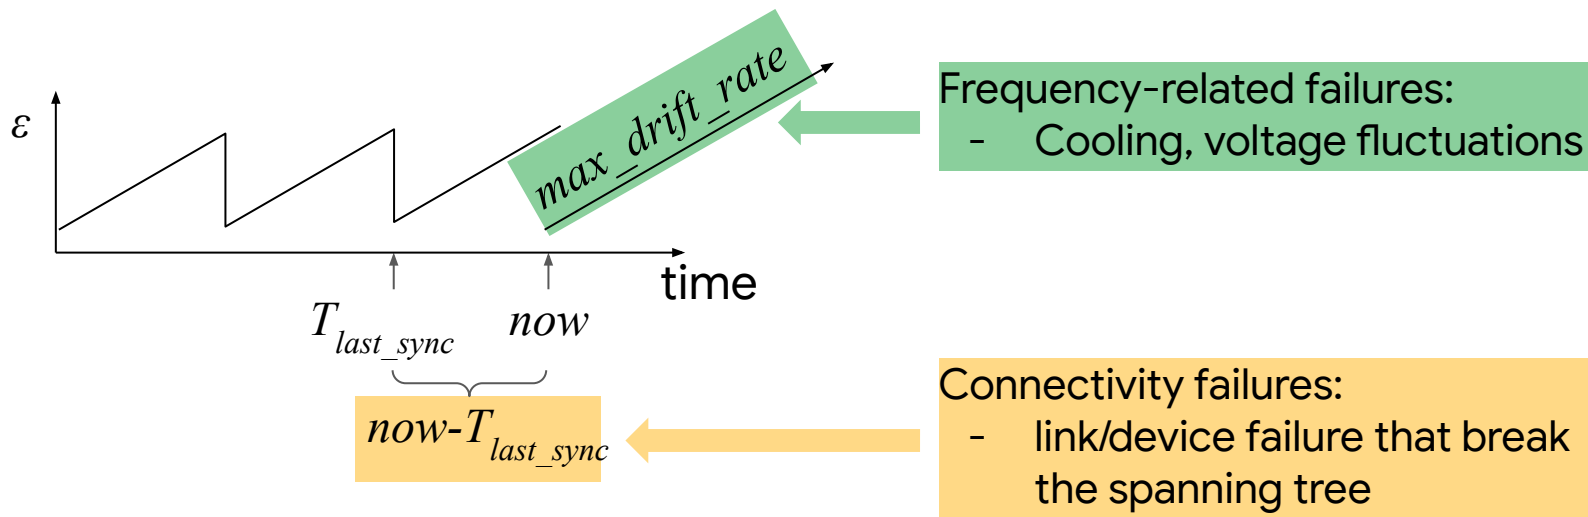 ε
max_drift_rate
Frequency-related failures:
- Cooling, voltage fluctuations
time
T_last_sync
now
now-T_last_sync
Connectivity failures:
- link/device failure that break
the spanning tree